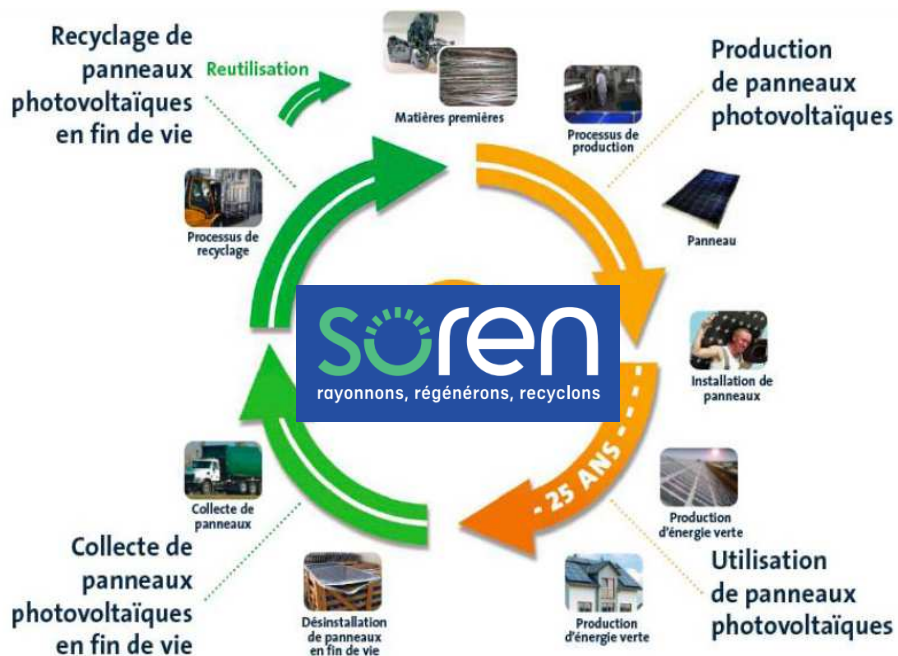 Recyclage de
panneaux
photovoltaïques
en fin de vie
Reutilisation
Matières premières
Processus de
production
Production
de panneaux
photovoltaïques
Panneau
Processus de
recyclage
soren
rayonnons, régénérons, recyclons
Installation de
panneaux
- 25 ANS -
Production
d'énergie verte
Utilisation
de panneaux
photovoltaïques
Production
d'énergie verte
Désinstallation
de panneaux
en fin de vie
Collecte de
panneaux
Collecte de
panneaux
photovoltaïques
en fin de vie